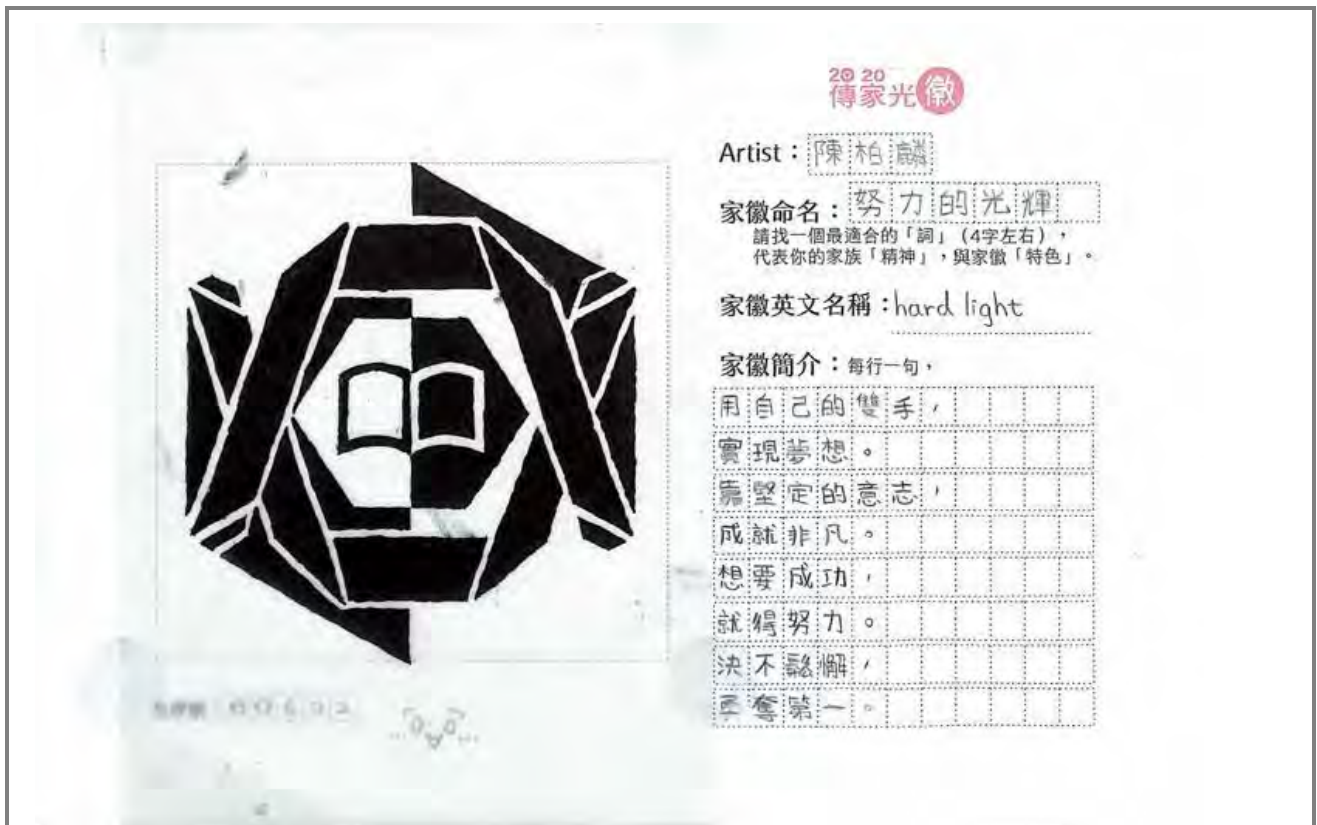 2020
傳家光徽
Artist：陳柏麟
家徽命名：努力的光輝
請找一個最適合的「詞」（4字左右），
代表你的家族「精神」，與家徽「特色」。
家徽英文名稱：hard light
家徽簡介：每行一句，
用自己的雙手，
實現夢想。
靠堅定的意志，
成就非凡。
想要成功，
就得努力。
決不鬆懈，
勇奪第一。